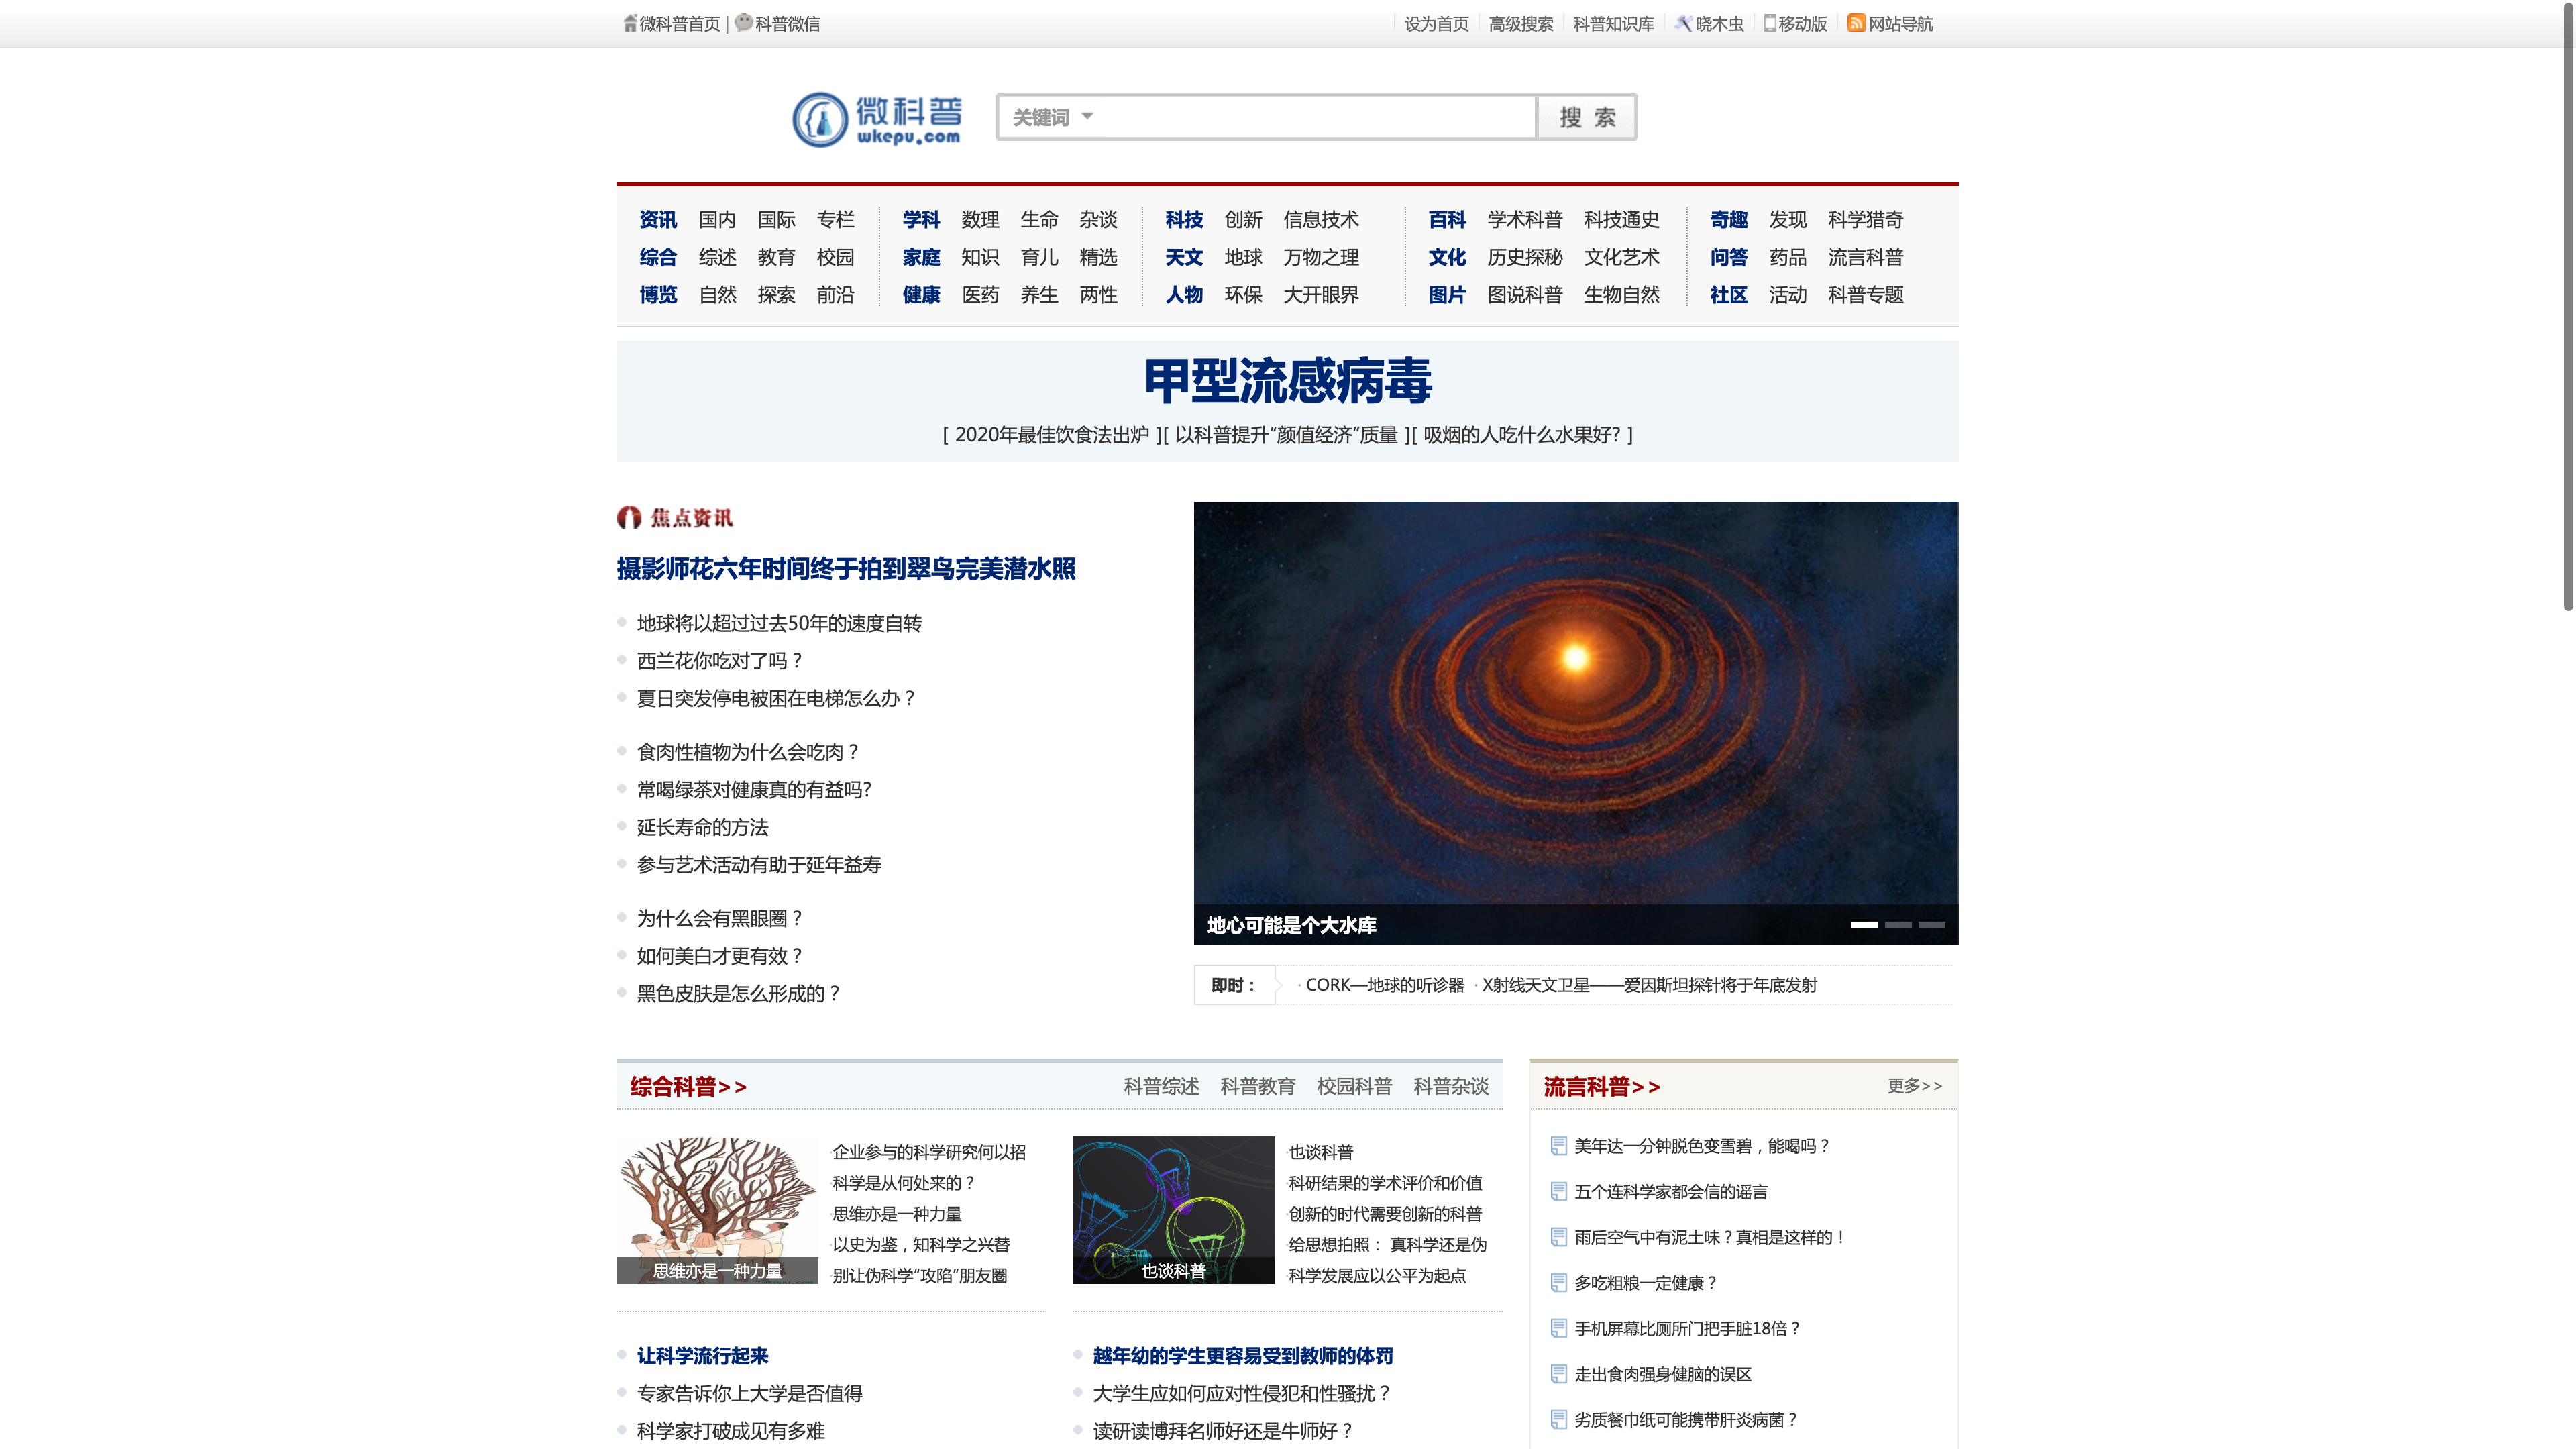 微科普首页 | 科普微信
设为首页 高级搜索 科普知识库 晓木虫 移动版 网站导航
微科普
wkepu.com
关键词
搜 索
资讯 国内 国际 专栏
综合 综述 教育 校园
博览 自然 探索 前沿
学科 数理 生命 杂谈
家庭 知识 育儿 精选
健康 医药 养生 两性
科技 创新 信息技术
天文 地球 万物之理
人物 环保 大开眼界
百科 学术科普 科技通史
文化 历史探秘 文化艺术
图片 图说科普 生物自然
奇趣 发现 科学猎奇
问答 药品 流言科普
社区 活动 科普专题
甲型流感病毒
[ 2020年最佳饮食法出炉 ][ 以科普提升“颜值经济”质量 ][ 吸烟的人吃什么水果好? ]
焦点资讯
摄影师花六年时间终于拍到翠鸟完美潜水照
地球将以超过过去50年的速度自转
西兰花你吃对了吗？
夏日突发停电被困在电梯怎么办？
食肉性植物为什么会吃肉？
常喝绿茶对健康真的有益吗?
延长寿命的方法
参与艺术活动有助于延年益寿
为什么会有黑眼圈？
如何美白才更有效？
黑色皮肤是怎么形成的？
地心可能是个大水库
即时： · CORK—地球的听诊器 · X射线天文卫星——爱因斯坦探针将于年底发射
综合科普>> 科普综述 科普教育 校园科普 科普杂谈
思维亦是一种力量
·企业参与的科学研究何以招
·科学是从何处来的？
·思维亦是一种力量
·以史为鉴，知科学之兴替
·别让伪科学“攻陷”朋友圈
也谈科普
·也谈科普
·科研结果的学术评价和价值
·创新的时代需要创新的科普
·给思想拍照： 真科学还是伪
·科学发展应以公平为起点
让科学流行起来
专家告诉你上大学是否值得
科学家打破成见有多难
越年幼的学生更容易受到教师的体罚
大学生应如何应对性侵犯和性骚扰？
读研读博拜名师好还是牛师好？
流言科普>> 更多>>
美年达一分钟脱色变雪碧，能喝吗？
五个连科学家都会信的谣言
雨后空气中有泥土味？真相是这样的！
多吃粗粮一定健康？
手机屏幕比厕所门把手脏18倍？
走出食肉强身健脑的误区
劣质餐巾纸可能携带肝炎病菌？